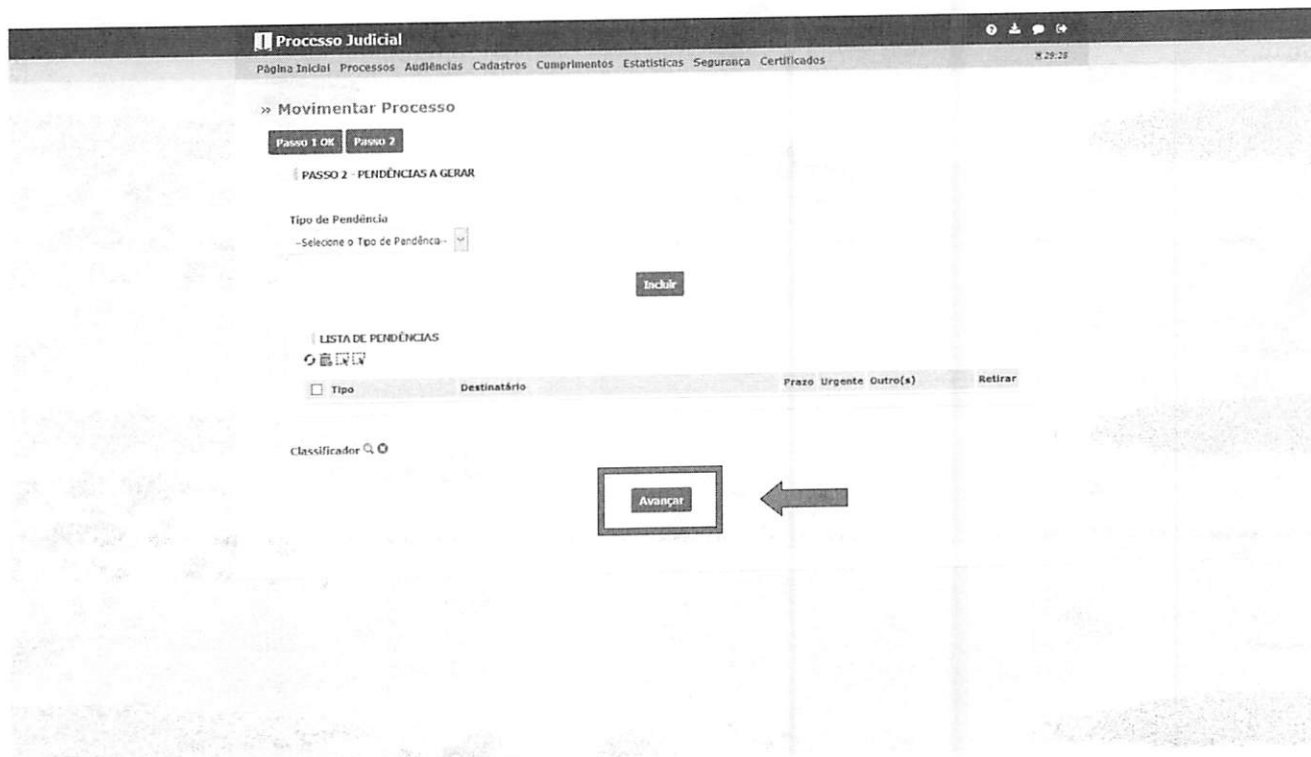 Processo Judicial
Página Inicial Processos Audiências Cadastros Cumprimentos Estatísticas Segurança Certificados
29:28
» Movimentar Processo
Passo 1 OK Passo 2
PASSO 2 - PENDÊNCIAS A GERAR
Tipo de Pendência
--Selecione o Tipo de Pendência--
Incluir
LISTA DE PENDÊNCIAS
Tipo Destinatário Prazo Urgente Outro(s) Retirar
Classificador
Avançar